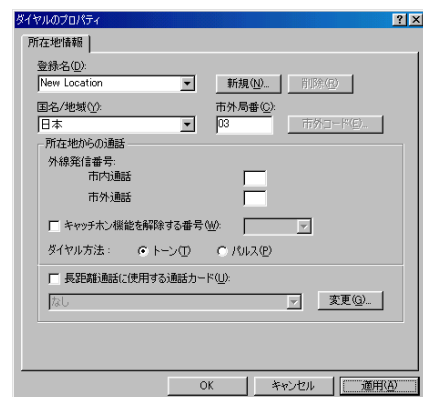 ダイヤルのプロパティ
所在地情報
登録名(D):
New Location
新規(N)...
削除(R)
国名/地域(Y):
市外局番(C):
日本
03
市外コード(E)...
所在地からの通話
外線発信番号:
市内通話
市外通話
キャッチホン機能を解除する番号(W):
ダイヤル方法: トーン(T) パルス(P)
長距離通話に使用する通話カード(U):
なし
変更(G)...
OK
キャンセル
適用(A)